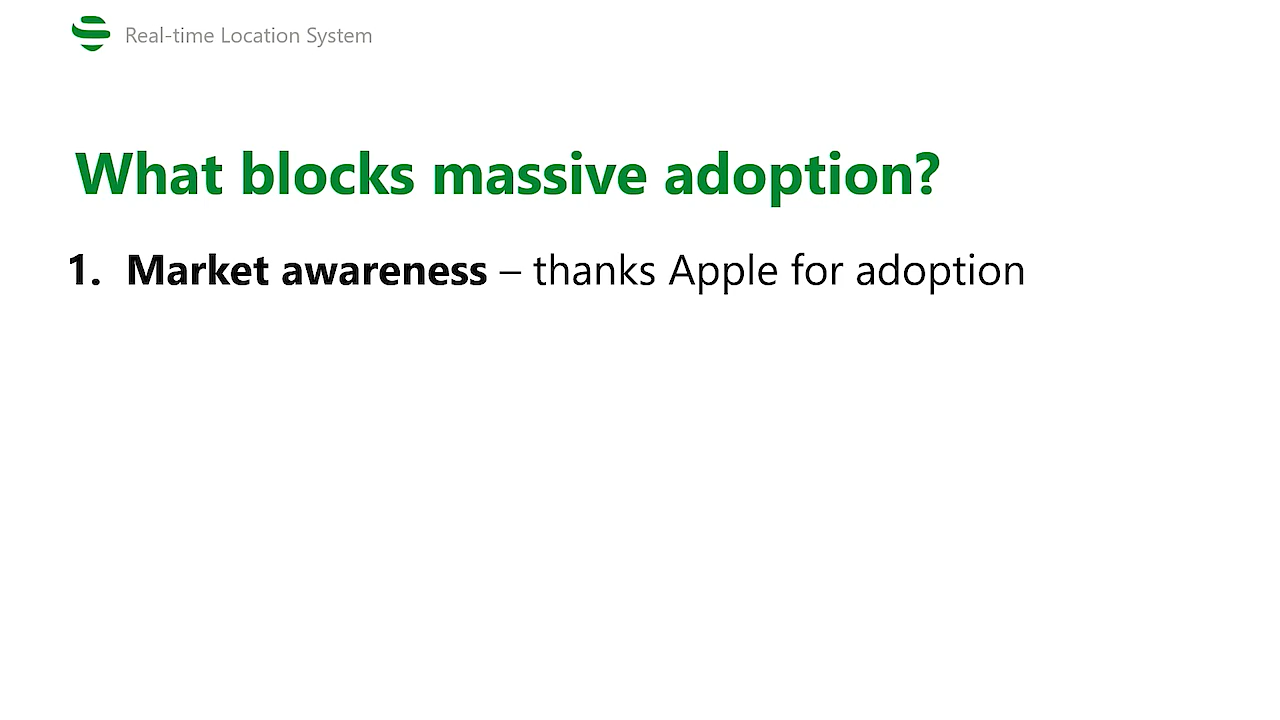 Real-time Location System
What blocks massive adoption?
1. Market awareness – thanks Apple for adoption